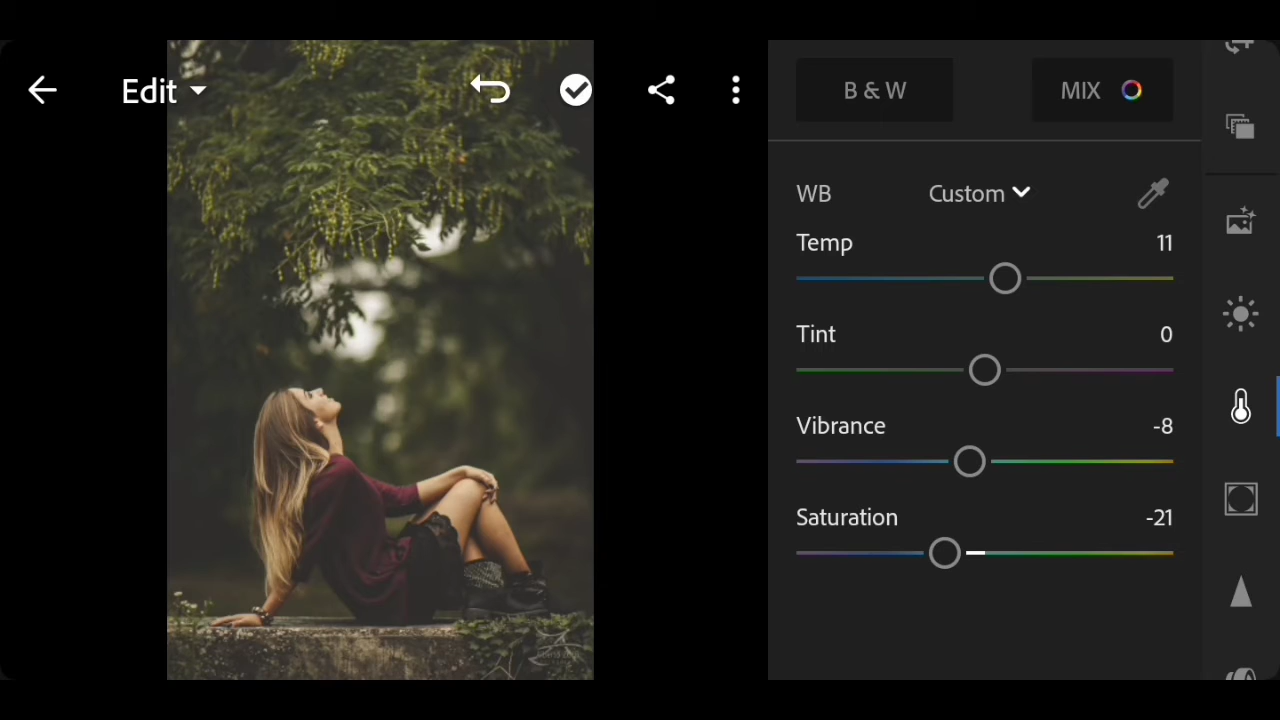 Edit
B & W
MIX
WB
Custom
Temp
11
Tint
0
Vibrance
-8
Saturation
-21